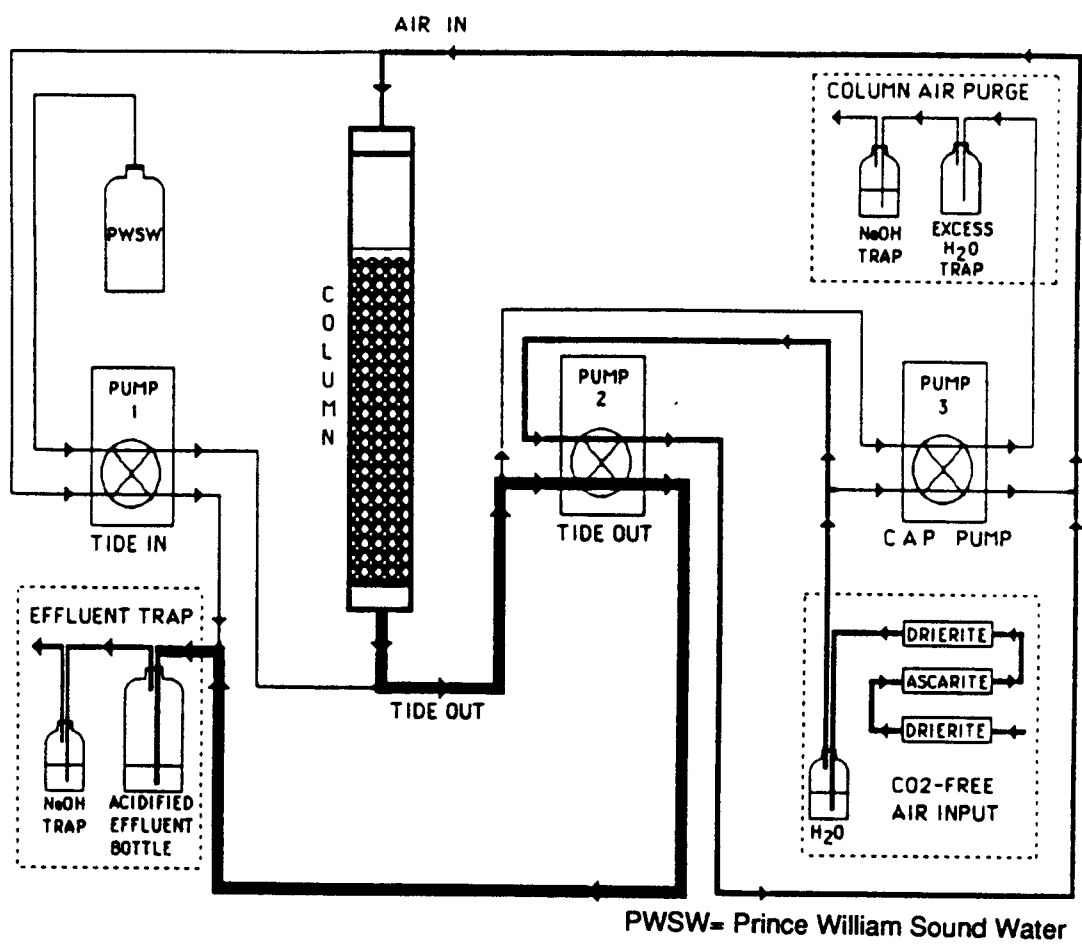 AIR IN
COLUMN AIR PURGE
NaOH
TRAP
EXCESS
H2O
TRAP
PWSW
COLUMN
PUMP
1
TIDE IN
PUMP
2
TIDE OUT
PUMP
3
CAP PUMP
EFFLUENT TRAP
NaOH
TRAP
ACIDIFIED
EFFLUENT
BOTTLE
TIDE OUT
DRIERITE
ASCARITE
DRIERITE
H2O
CO2-FREE
AIR INPUT
PWSW= Prince William Sound Water